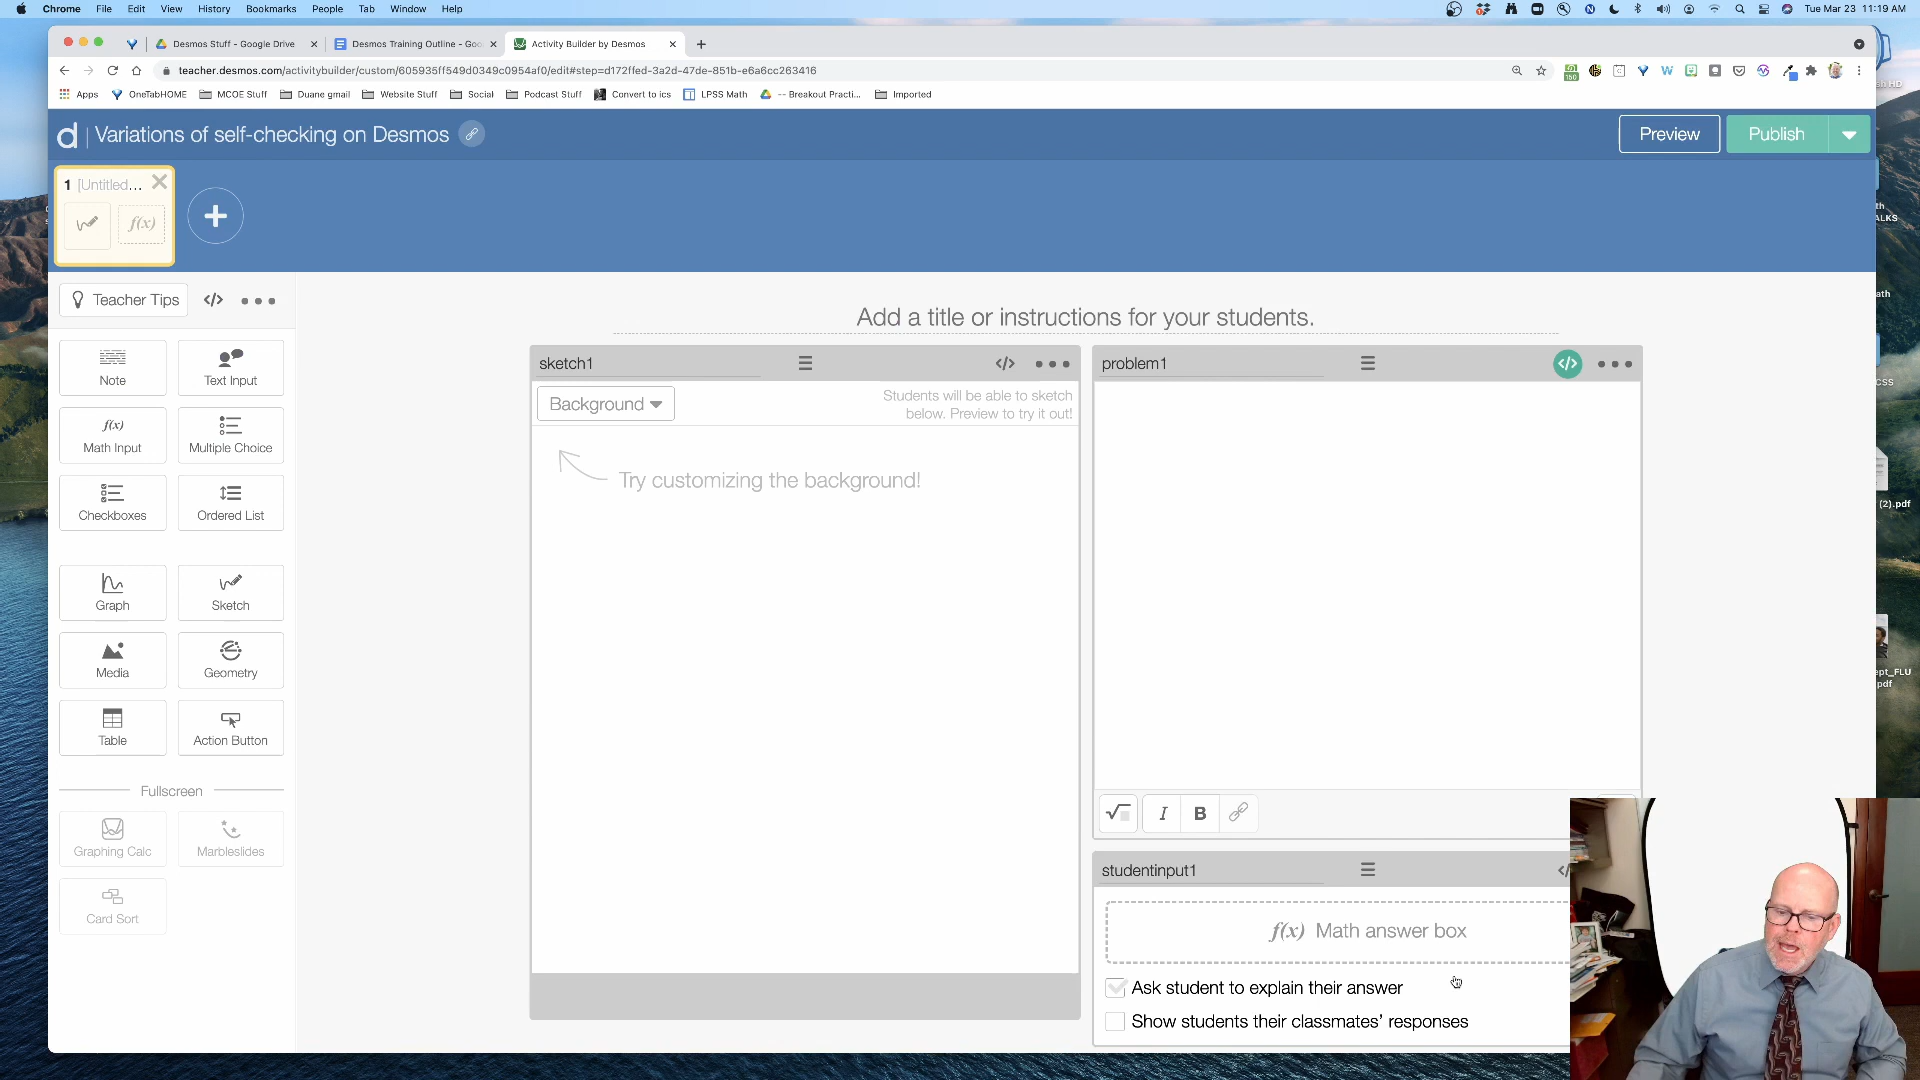 Chrome File Edit View History Bookmarks People Tab Window Help Tue Mar 23 11:19 AM
Desmos Stuff - Google Drive Desmos Training Outline - Goo Activity Builder by Desmos
teacher.desmos.com/activitybuilder/custom/605935ff549d0349c0954af0/edit#step=d172ffed-3a2d-47de-851b-e6a6cc263416
150
Apps OneTabHOME MCOE Stuff Duane gmail Website Stuff Social Podcast Stuff Convert to ics LPSS Math -- Breakout Practi... Imported
d | Variations of self-checking on Desmos Preview Publish
1 [Untitled...
f(x)
Teacher Tips </>
Add a title or instructions for your students.
Note Text Input
sketch1 </> problem1 </>
Background
Students will be able to sketch
below. Preview to try it out!
f(x)
Math Input Multiple Choice
Try customizing the background!
Checkboxes Ordered List
Graph Sketch
Media Geometry
Table Action Button
Fullscreen
I B
Graphing Calc Marbleslides
studentinput1
Card Sort
f(x) Math answer box
Ask student to explain their answer
Show students their classmates' responses
ALKS
ath
CSS
(2).pdf
ept_FLU
pdf